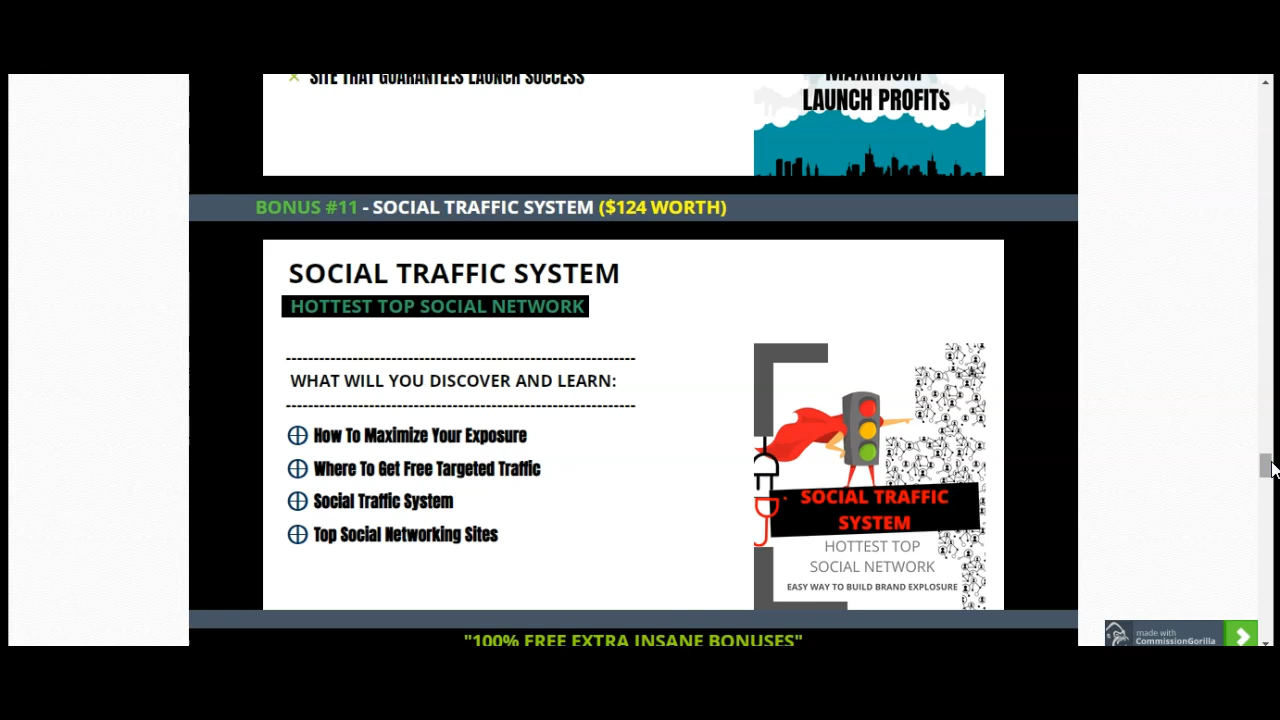 SITE THAT GUARANTEES LAUNCH SUCCESS
MAXIMUM
LAUNCH PROFITS
BONUS #11 - SOCIAL TRAFFIC SYSTEM ($124 WORTH)
SOCIAL TRAFFIC SYSTEM
HOTTEST TOP SOCIAL NETWORK
----------------------------------------------------------------
WHAT WILL YOU DISCOVER AND LEARN:
----------------------------------------------------------------
How To Maximize Your Exposure
Where To Get Free Targeted Traffic
Social Traffic System
Top Social Networking Sites
SOCIAL TRAFFIC
SYSTEM
HOTTEST TOP
SOCIAL NETWORK
EASY WAY TO BUILD BRAND EXPLOSURE
"100% FREE EXTRA INSANE BONUSES"
made with
CommissionGorilla